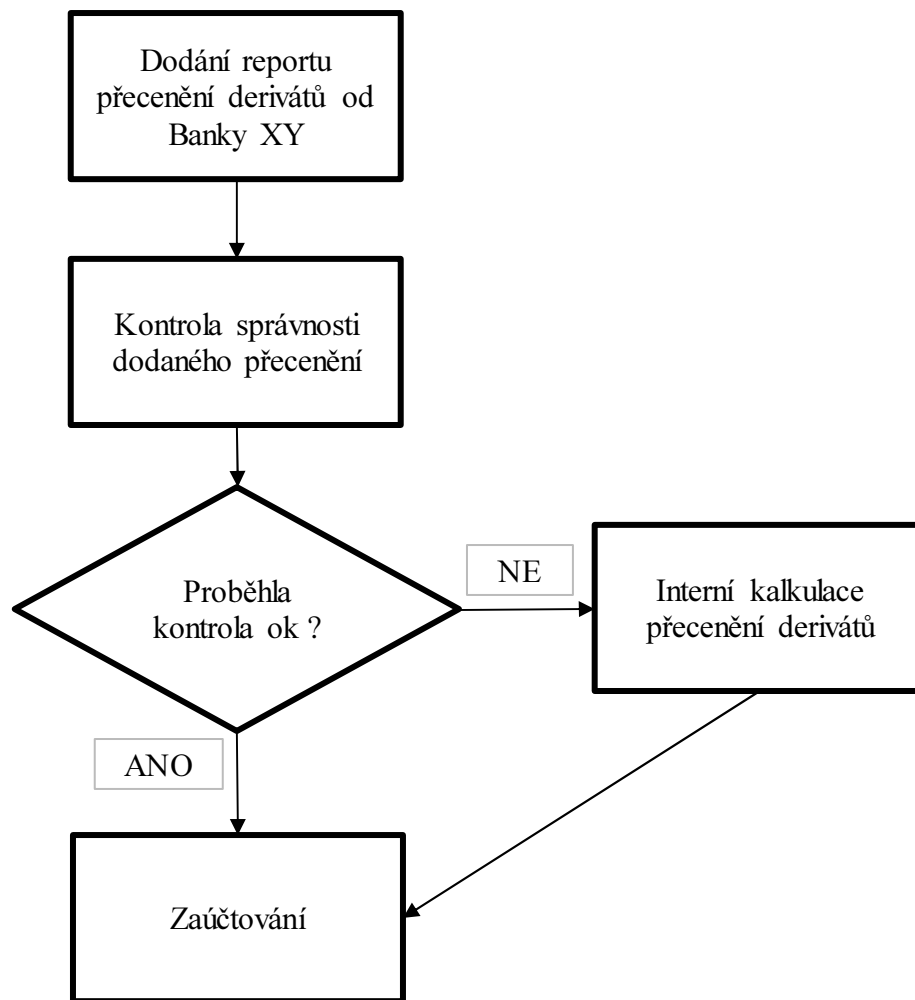 Dodání reportu
přecenění derivátů od
Banky XY
Kontrola správnosti
dodaného přecenění
Proběhla
kontrola ok ?
NE
Interní kalkulace
přecenění derivátů
ANO
Zaúčtování